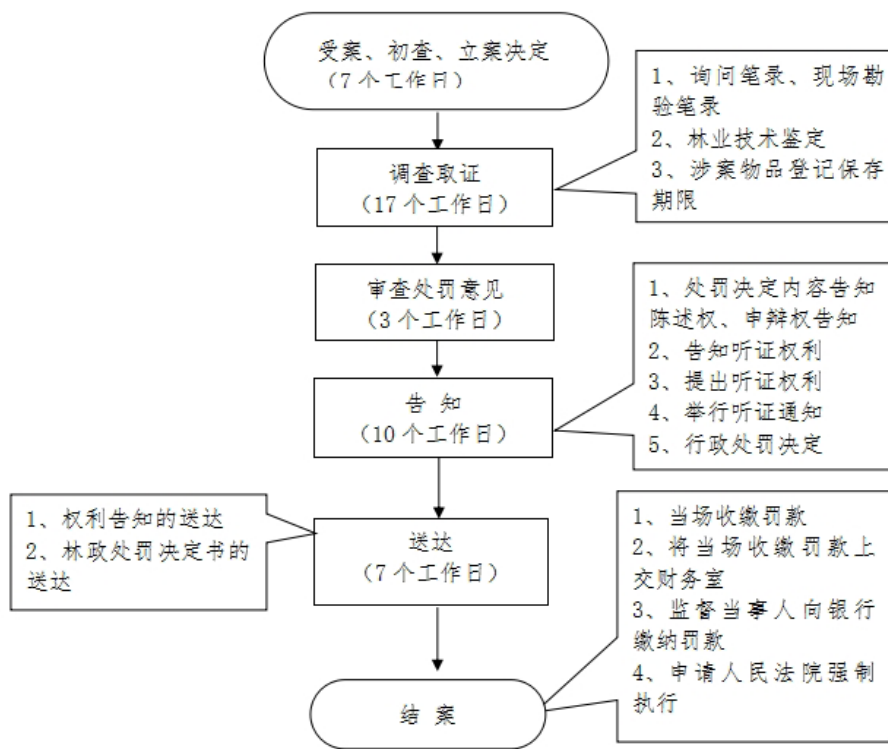 受案、初查、立案决定
（7 个工作日）
1、询问笔录、现场勘
验笔录
2、林业技术鉴定
3、涉案物品登记保存
期限
调查取证
（17 个工作日）
审查处罚意见
（3 个工作日）
1、处罚决定内容告知
陈述权、申辩权告知
2、告知听证权利
3、提出听证权利
4、举行听证通知
5、行政处罚决定
告 知
（10 个工作日）
1、权利告知的送达
2、林政处罚决定书的
送达
送达
（7 个工作日）
1、当场收缴罚款
2、将当场收缴罚款上
交财务室
3、监督当事人向银行
缴纳罚款
4、申请人民法院强制
执行
结 案